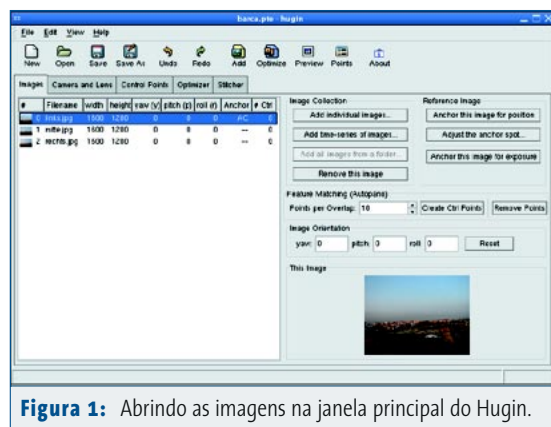 barca.pto - hugin
File Edit View Help
New Open Save Save As Undo Redo Add Optimize Preview Points About
Images Camera and Lens Control Points Optimizer Stitcher
# Filename width height yaw (y) pitch (p) roll (r) Anchor # Ctrl
0 links.jpg 1600 1200 0 0 0 AC 0
1 mitte.jpg 1600 1200 0 0 0 -- 0
2 rechts.jpg 1600 1200 0 0 0 -- 0
Image Collection
Add individual images...
Add time-series of images...
Add all images from a folder...
Remove this image
Reference Image
Anchor this image for position
Adjust the anchor spot...
Anchor this image for exposure
Feature Matching (Autopano)
Points per Overlap: 10 Create Ctrl Points Remove Points
Image Orientation
yaw: 0 pitch: 0 roll: 0 Reset
This Image
Figura 1: Abrindo as imagens na janela principal do Hugin.